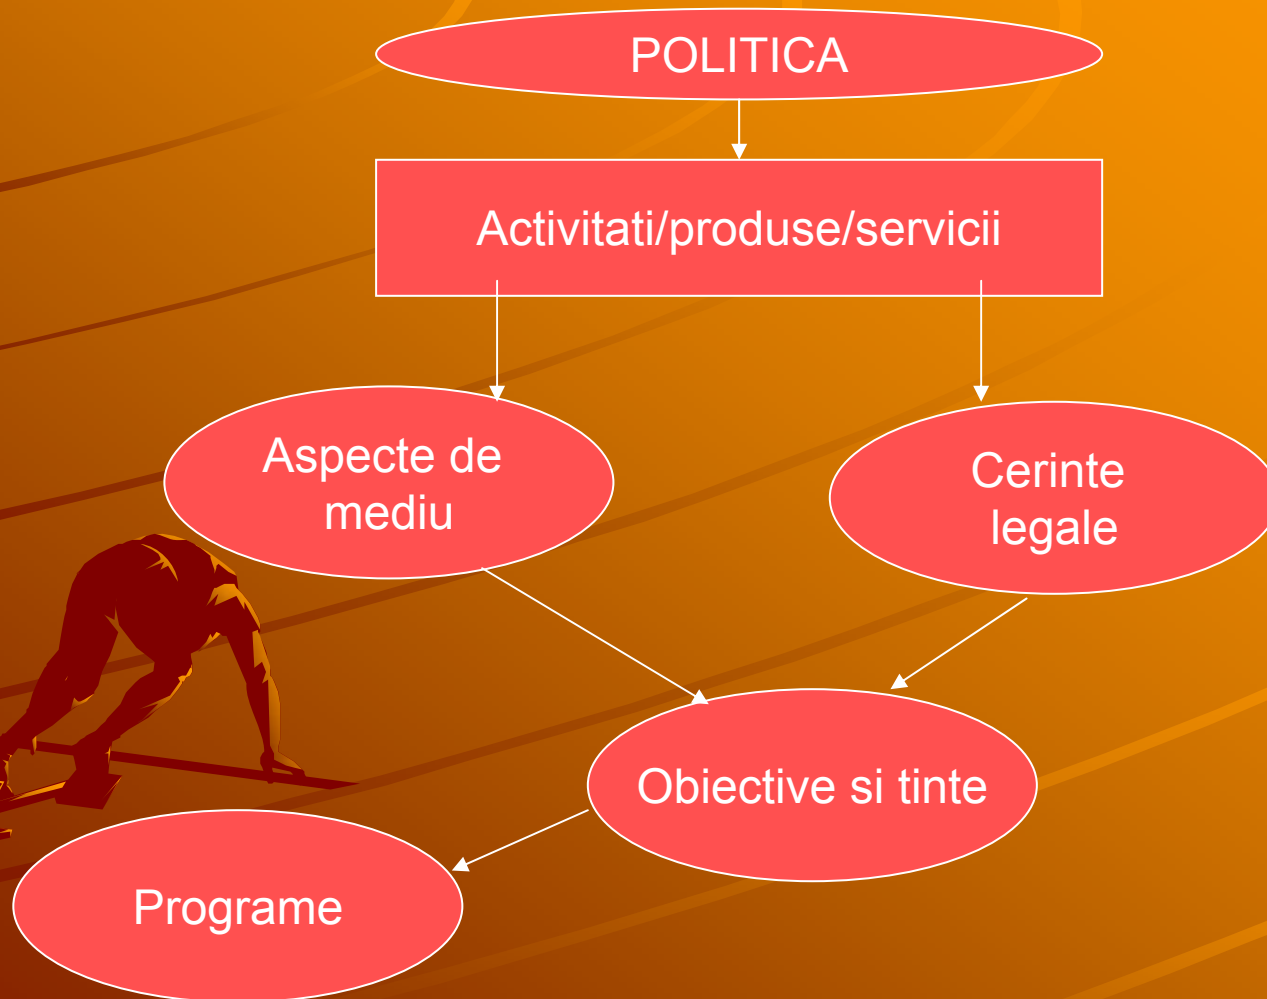 POLITICA
Activitati/produse/servicii
Aspecte de
mediu
Cerinte
legale
Obiective si tinte
Programe